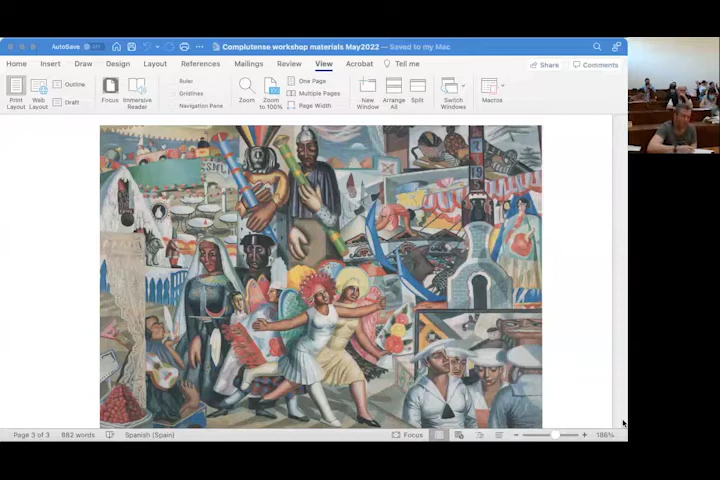 AutoSave OFF Complutense workshop materials May2022 — Saved to my Mac
Home Insert Draw Design Layout References Mailings Review View Acrobat Tell me Share Comments
Print Layout Web Layout Outline Draft Focus Immersive Reader Ruler Gridlines Navigation Pane Zoom Zoom to 100% One Page Multiple Pages Page Width New Window Arrange All Split Switch Windows Macros
Page 3 of 3 882 words Spanish (Spain) Focus 186%